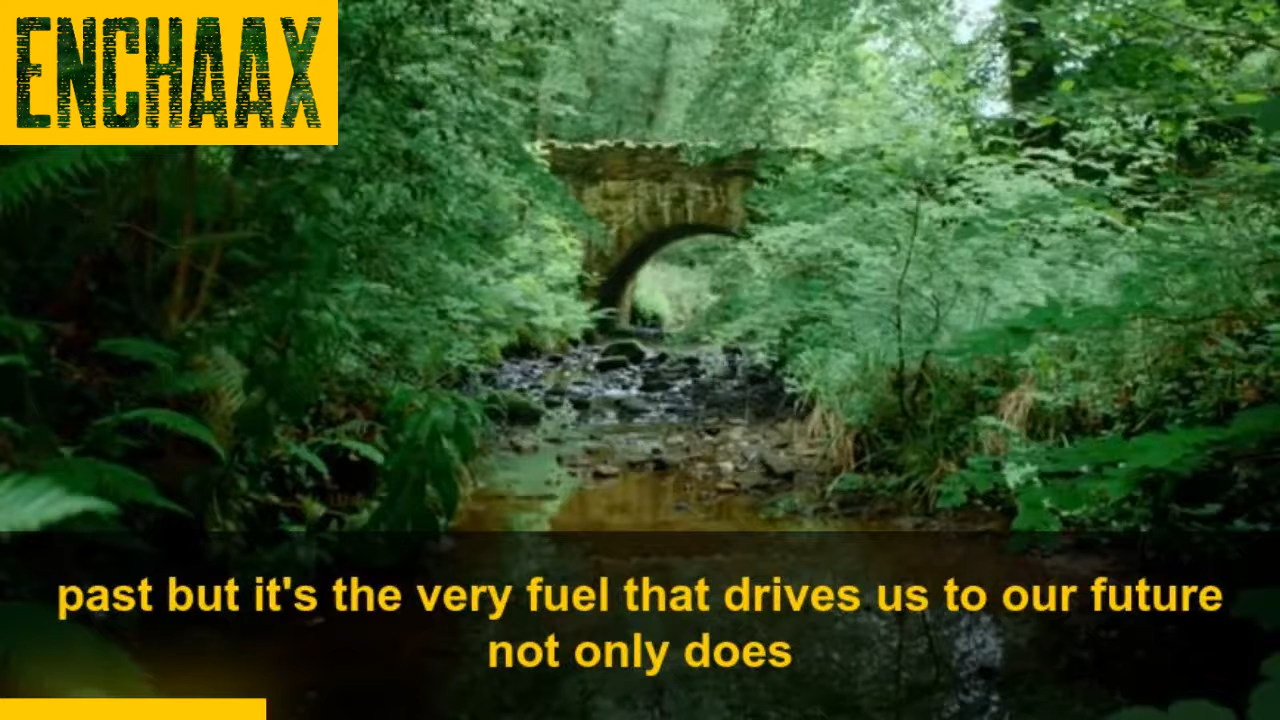 ENCHAAX
past but it's the very fuel that drives us to our future
not only does